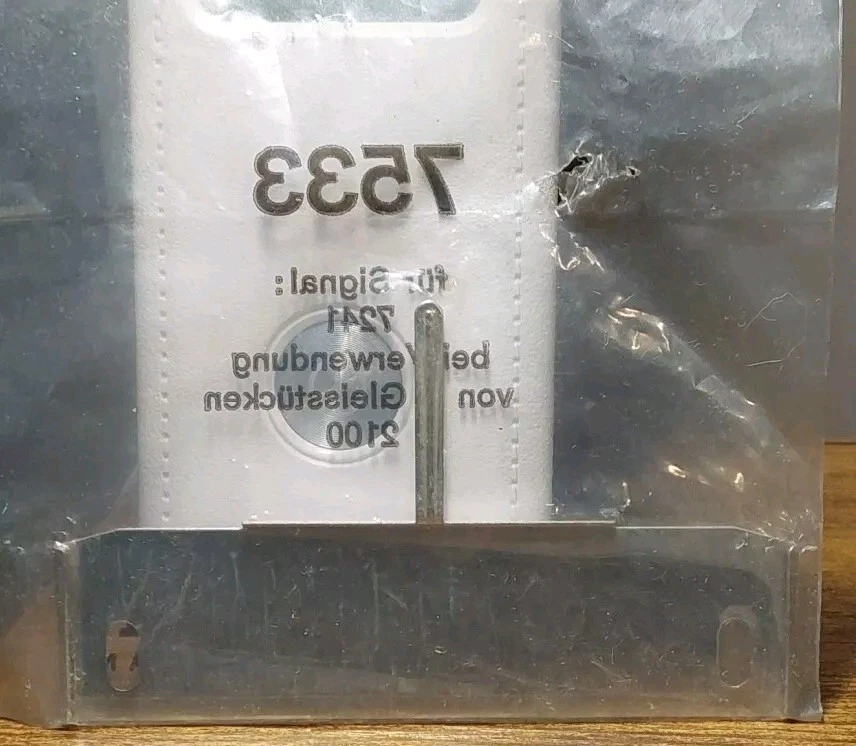 7533
für Signal:
7241
bei Verwendung
von Gleisstücken
2100